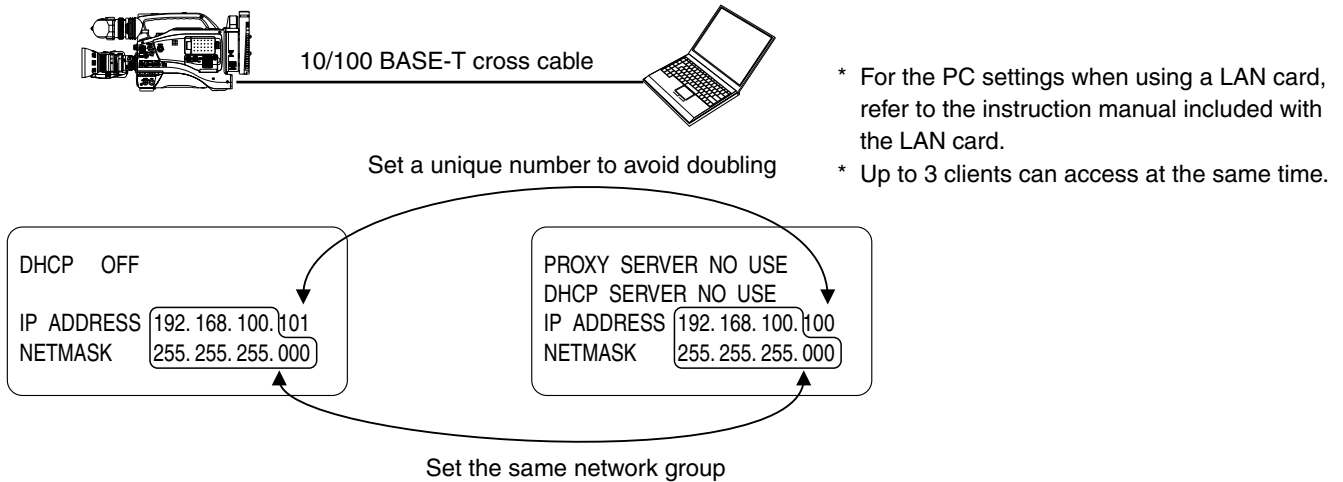 10/100 BASE-T cross cable
* For the PC settings when using a LAN card,
refer to the instruction manual included with
the LAN card.
* Up to 3 clients can access at the same time.
Set a unique number to avoid doubling
DHCP OFF
IP ADDRESS 192. 168. 100. 101
NETMASK 255. 255. 255. 000
PROXY SERVER NO USE
DHCP SERVER NO USE
IP ADDRESS 192. 168. 100. 100
NETMASK 255. 255. 255. 000
Set the same network group